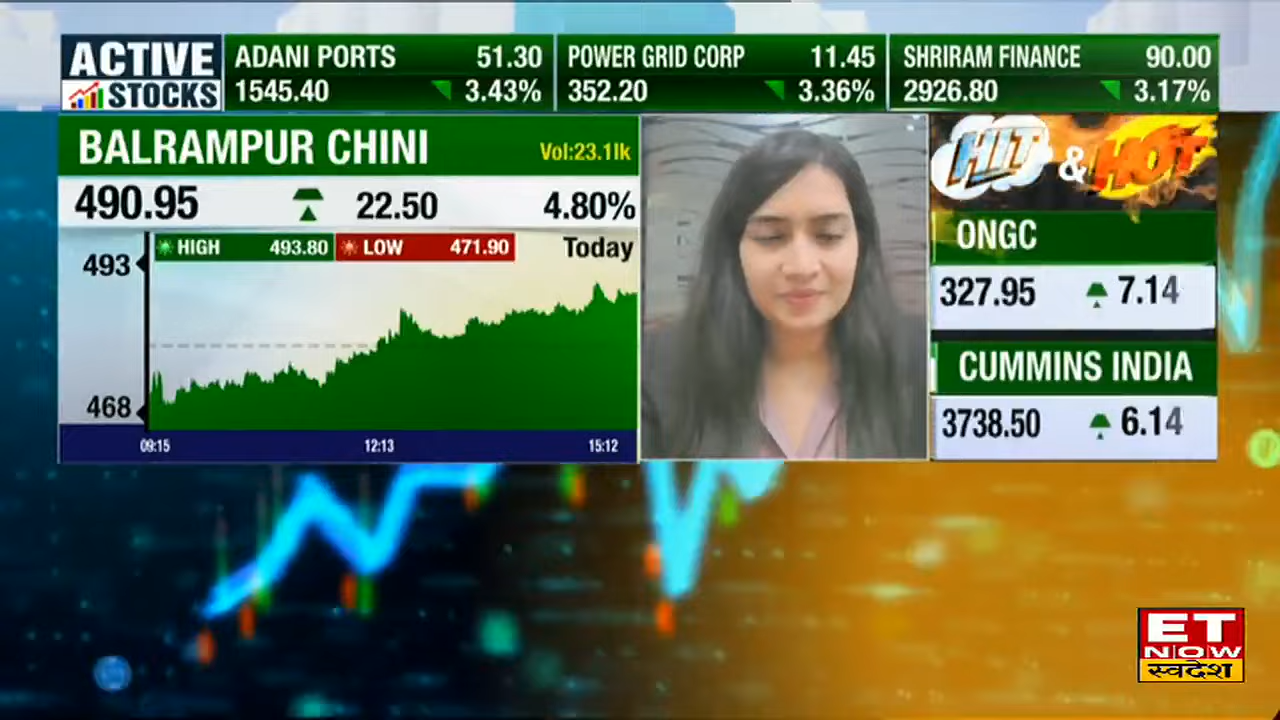 ACTIVE
STOCKS
ADANI PORTS 51.30
1545.40 3.43%
POWER GRID CORP 11.45
352.20 3.36%
SHRIRAM FINANCE 90.00
2926.80 3.17%
BALRAMPUR CHINI Vol:23.1lk
490.95 22.50 4.80%
HIGH 493.80 LOW 471.90 Today
493
468
09:15 12:13 15:12
HIT & HOT
ONGC
327.95 7.14
CUMMINS INDIA
3738.50 6.14
ET
NOW
स्वदेश